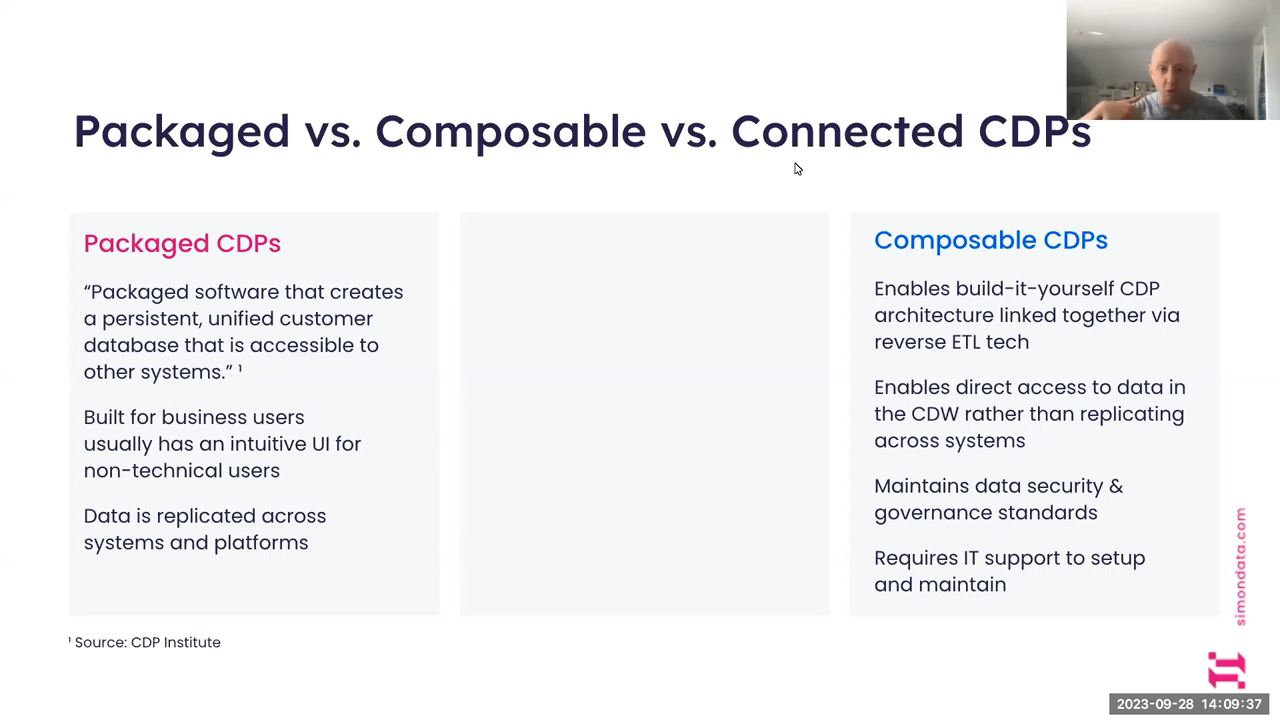 Packaged vs. Composable vs. Connected CDPs
Packaged CDPs
“Packaged software that creates
a persistent, unified customer
database that is accessible to
other systems.” ¹
Built for business users
usually has an intuitive UI for
non-technical users
Data is replicated across
systems and platforms
Composable CDPs
Enables build-it-yourself CDP
architecture linked together via
reverse ETL tech
Enables direct access to data in
the CDW rather than replicating
across systems
Maintains data security &
governance standards
Requires IT support to setup
and maintain
¹ Source: CDP Institute
simondata.com
2023-09-28 14:09:37